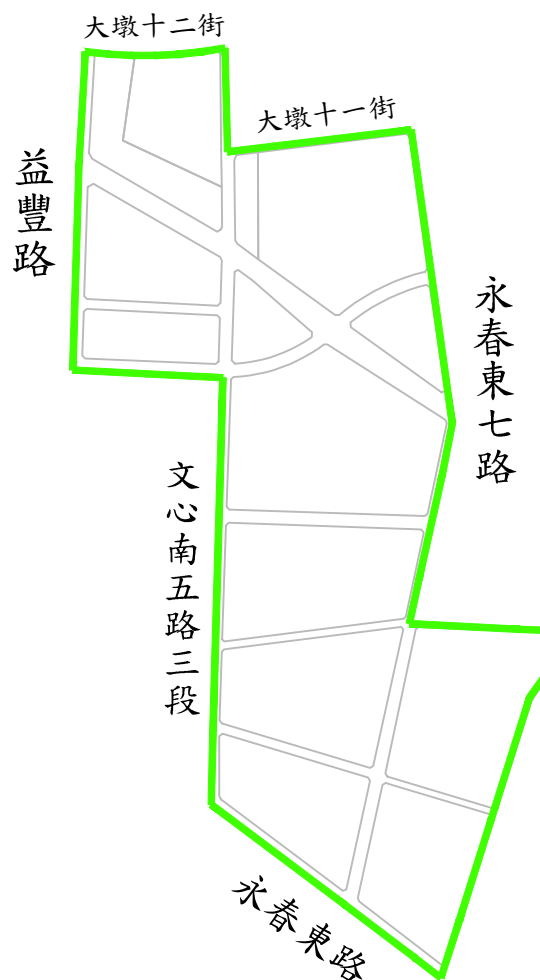 大墩十二街
大墩十一街
益豐路
永春東七路
文心南五路三段
永春東路